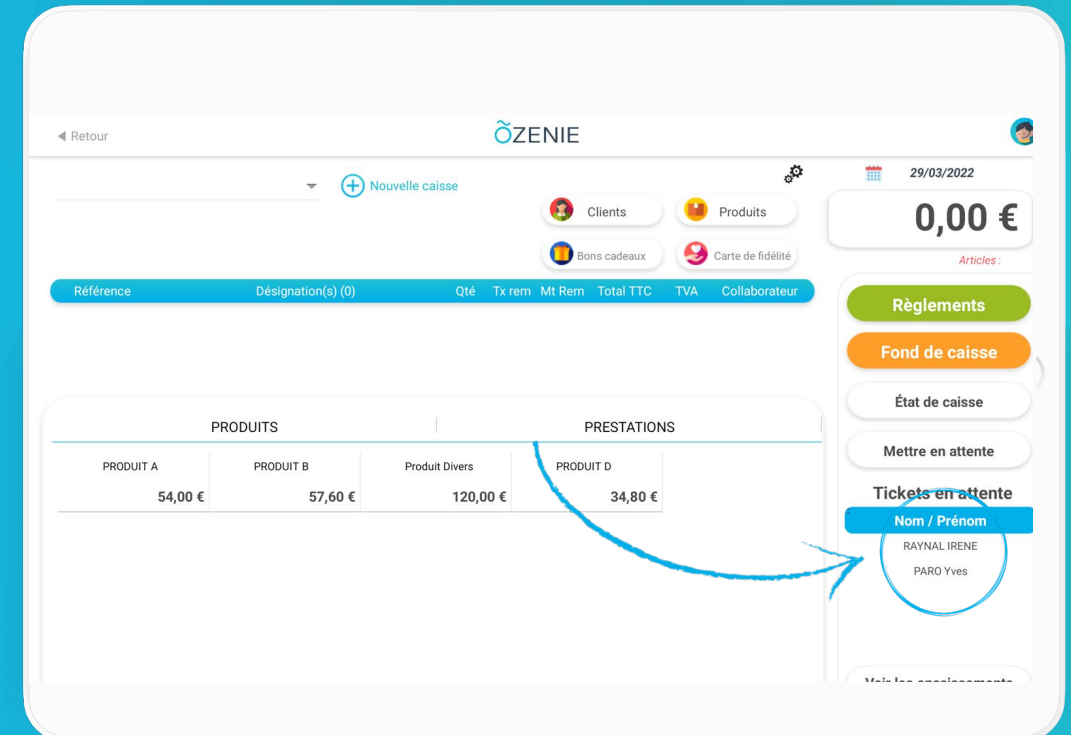 Retour
ÕZENIE
Nouvelle caisse
29/03/2022
Clients
Produits
0,00 €
Bons cadeaux
Carte de fidélité
Articles :
Référence Désignation(s) (0) Qté Tx rem Mt Rem Total TTC TVA Collaborateur
Règlements
Fond de caisse
État de caisse
PRODUITS PRESTATIONS
Mettre en attente
PRODUIT A PRODUIT B Produit Divers PRODUIT D
54,00 € 57,60 € 120,00 € 34,80 €
Tickets en attente
Nom / Prénom
RAYNAL IRENE
PARO Yves
Voir les encaissements